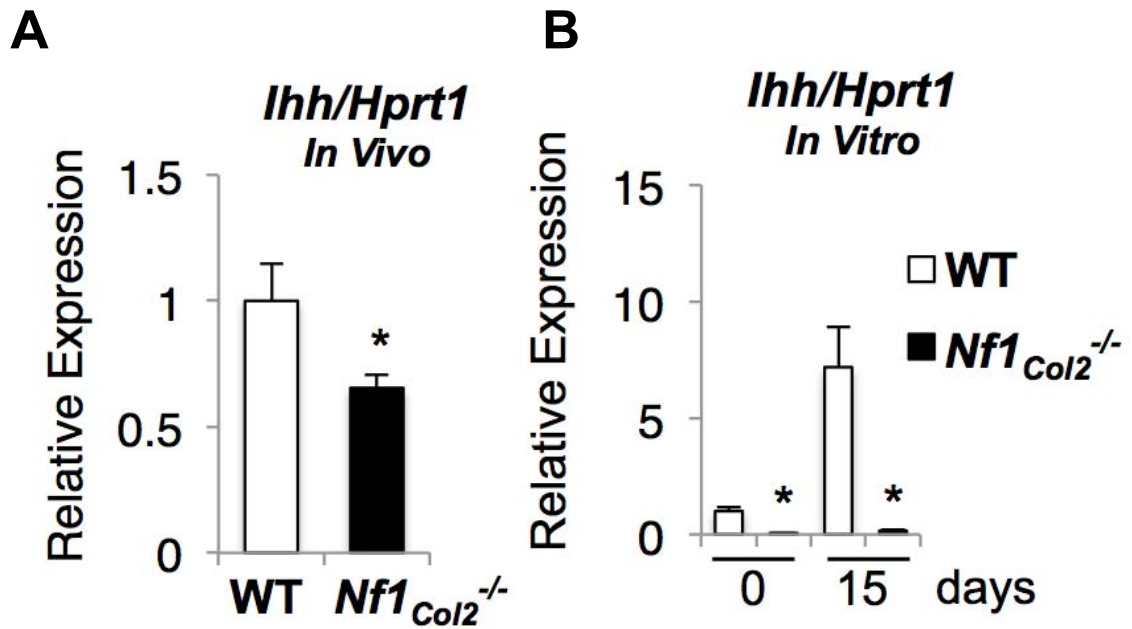 A
Ihh/Hprt1
In Vivo
Relative Expression
1.5
1
0.5
0
WT
Nf1Col2-/-
*
B
Ihh/Hprt1
In Vitro
Relative Expression
15
10
5
0
*
*
WT
Nf1Col2-/-
0 15 days